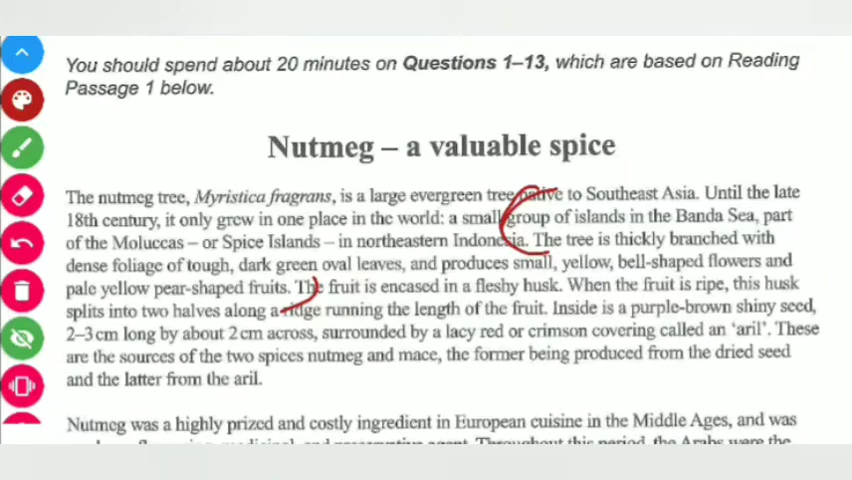 You should spend about 20 minutes on Questions 1–13, which are based on Reading
Passage 1 below.
Nutmeg – a valuable spice
The nutmeg tree, Myristica fragrans, is a large evergreen tree native to Southeast Asia. Until the late
18th century, it only grew in one place in the world: a small group of islands in the Banda Sea, part
of the Moluccas – or Spice Islands – in northeastern Indonesia. The tree is thickly branched with
dense foliage of tough, dark green oval leaves, and produces small, yellow, bell-shaped flowers and
pale yellow pear-shaped fruits. The fruit is encased in a fleshy husk. When the fruit is ripe, this husk
splits into two halves along a ridge running the length of the fruit. Inside is a purple-brown shiny seed,
2–3 cm long by about 2 cm across, surrounded by a lacy red or crimson covering called an ‘aril’. These
are the sources of the two spices nutmeg and mace, the former being produced from the dried seed
and the latter from the aril.
Nutmeg was a highly prized and costly ingredient in European cuisine in the Middle Ages, and was
Throughout this period, the Arabs were the